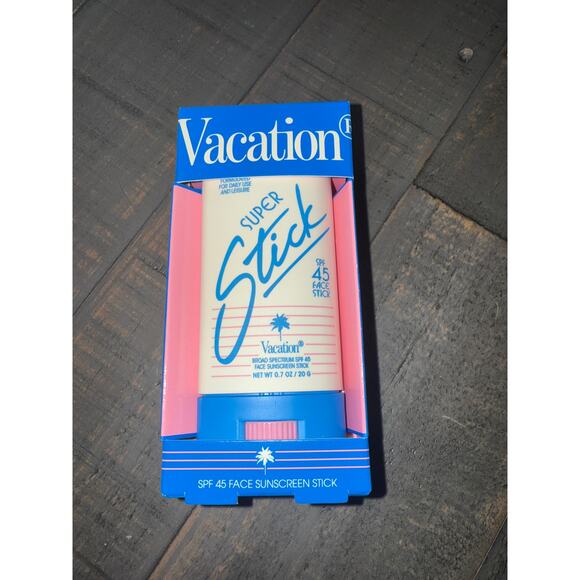 Vacation®
FORMULATED
FOR DAILY USE
AND LEISURE
SUPER
Stick
SPF
45
FACE
STICK
Vacation®
BROAD SPECTRUM SPF 45
FACE SUNSCREEN STICK
NET WT 0.7 OZ / 20 G
SPF 45 FACE SUNSCREEN STICK